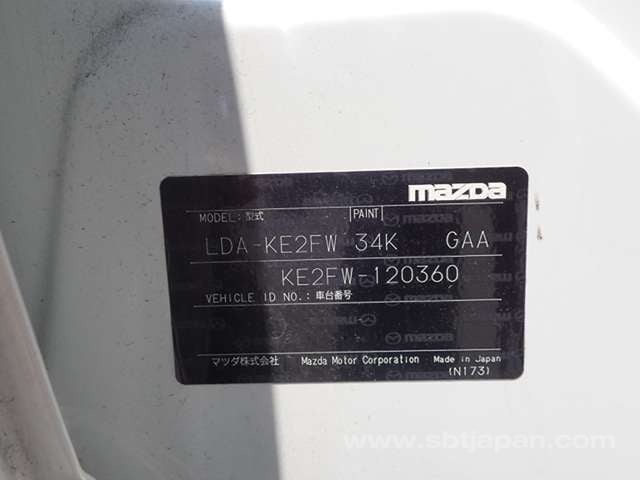 mazda
MODEL:型式 PAINT
LDA-KE2FW 34K GAA
KE2FW-120360
VEHICLE ID NO.:車台番号
マツダ株式会社 Mazda Motor Corporation Made in Japan
(N173)
www.sbtjapan.com